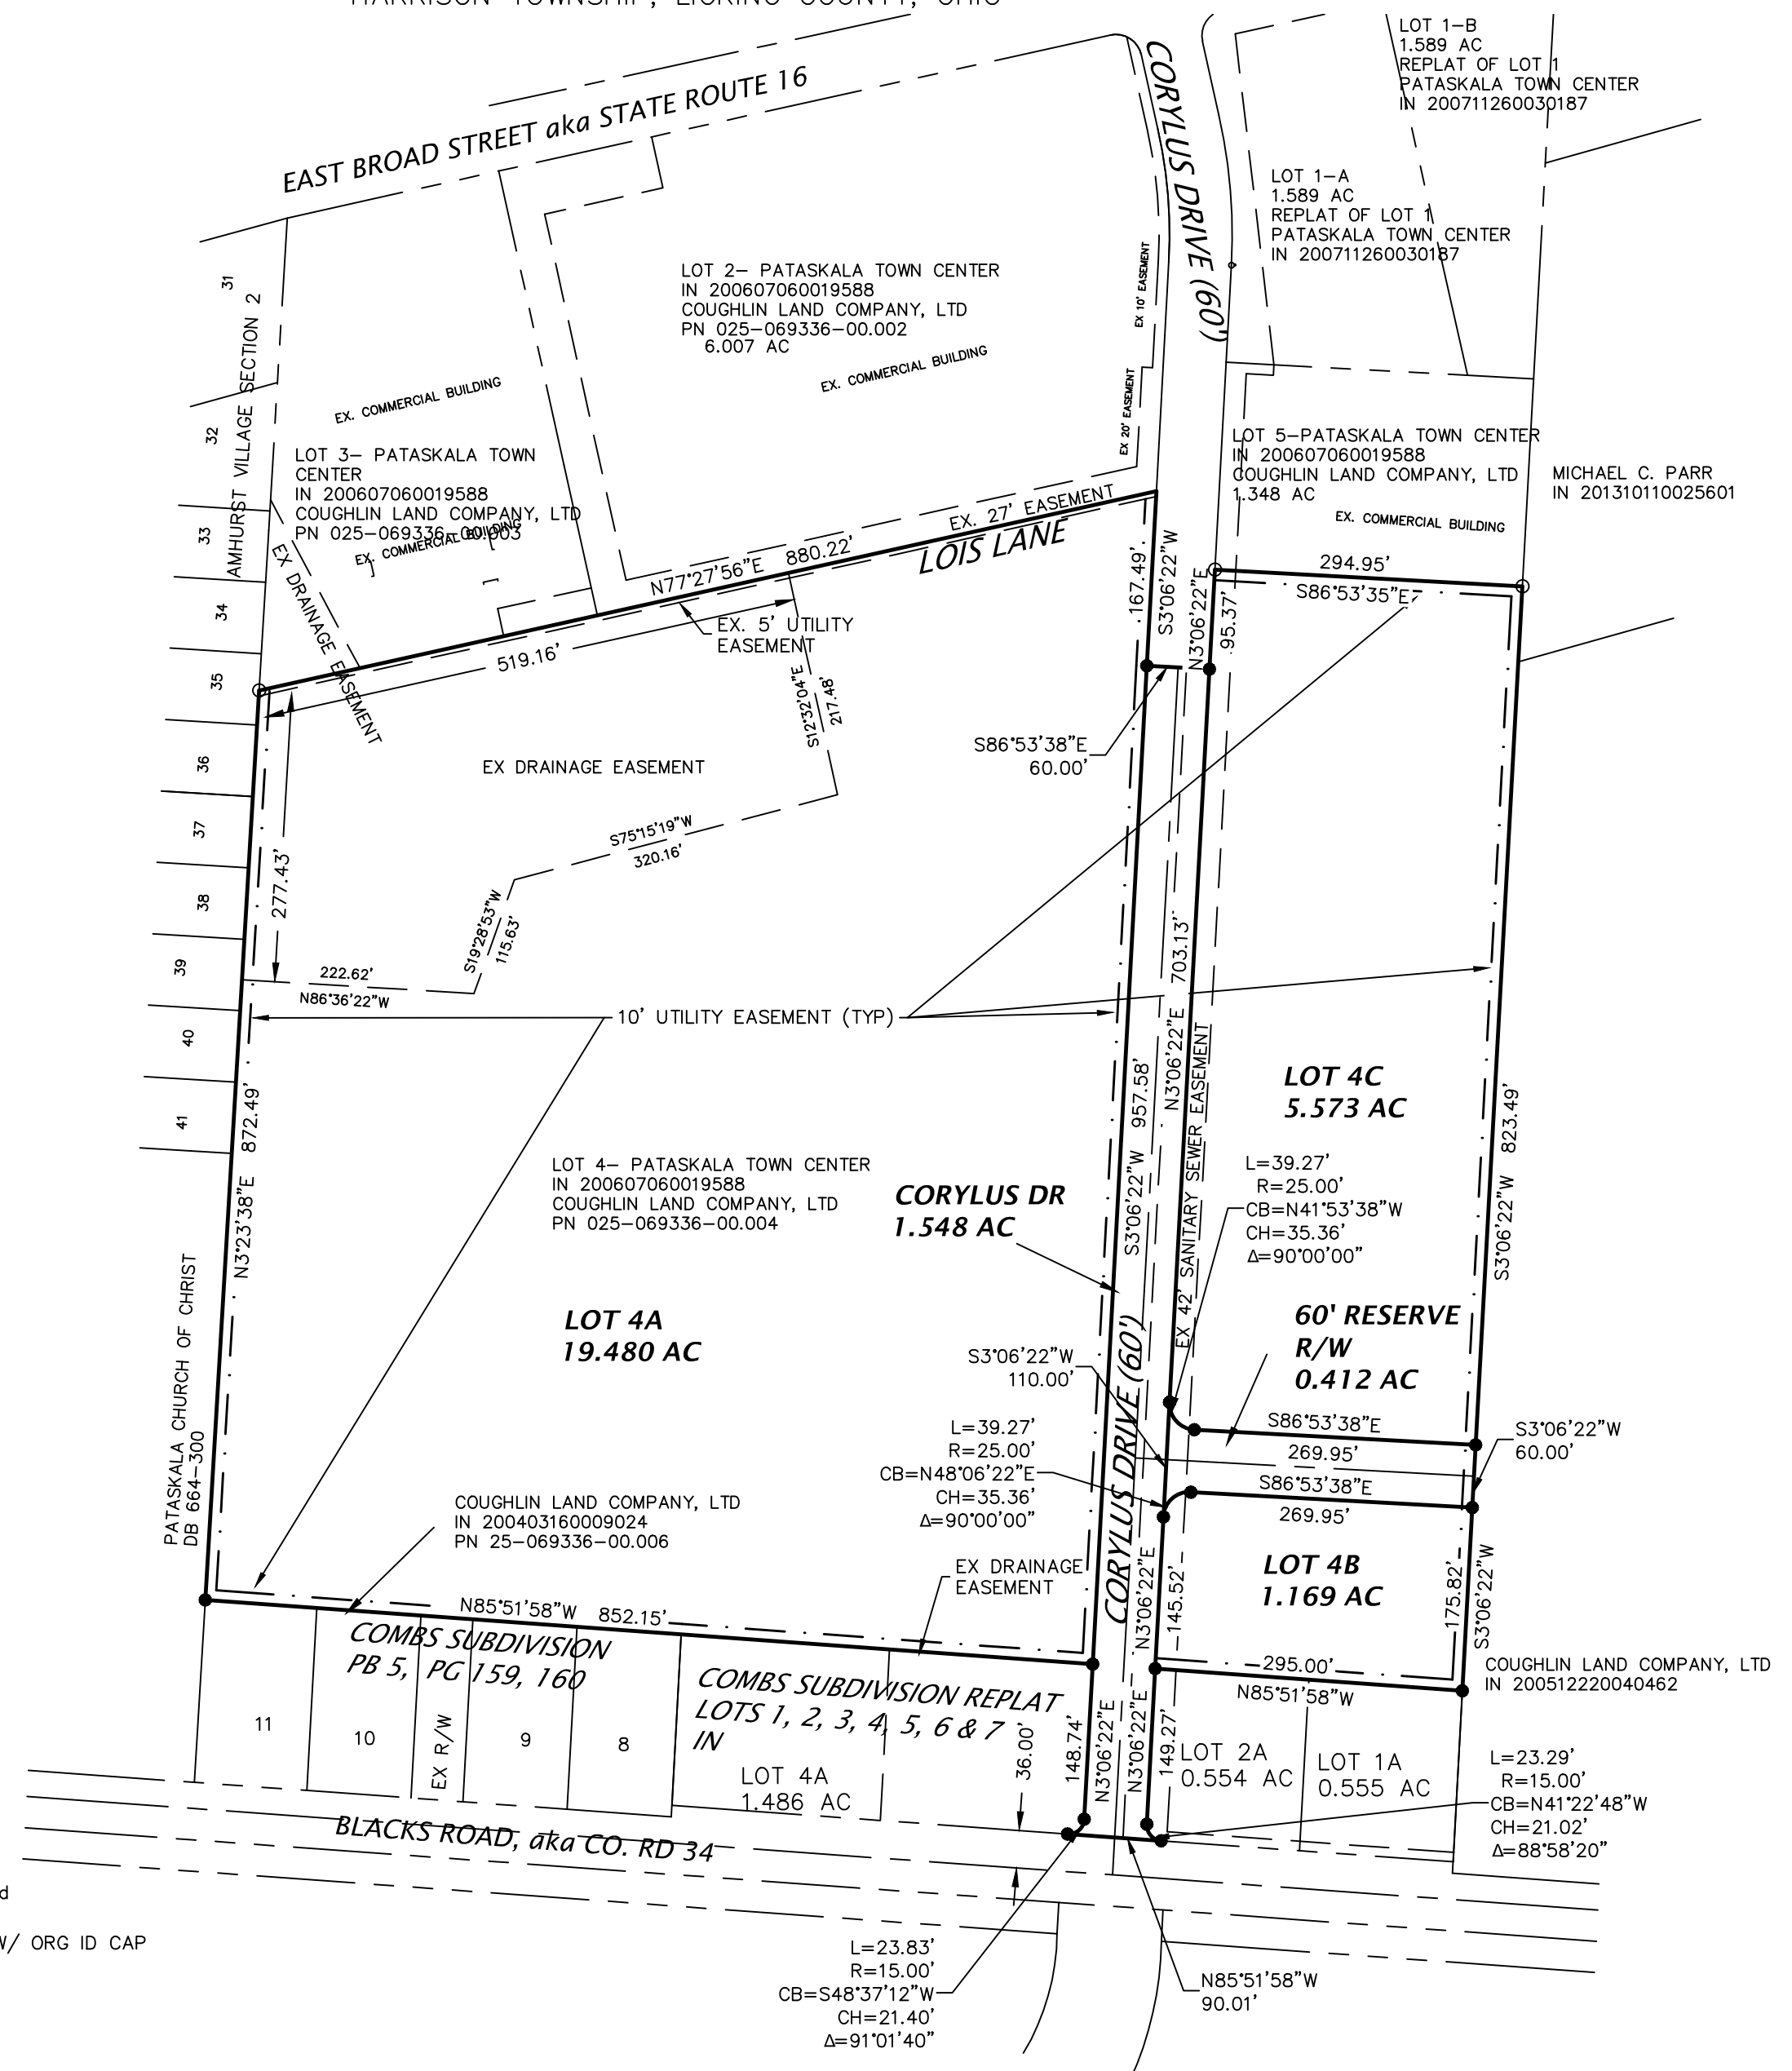 HARRISON TOWNSHIP, LICKING COUNTY, OHIO
EAST BROAD STREET aka STATE ROUTE 16
CORYLUS DRIVE (60')
LOT 1-B
1.589 AC
REPLAT OF LOT 1
PATASKALA TOWN CENTER
IN 200711260030187
LOT 1-A
1.589 AC
REPLAT OF LOT 1
PATASKALA TOWN CENTER
IN 200711260030187
LOT 2- PATASKALA TOWN CENTER
IN 200607060019588
COUGHLIN LAND COMPANY, LTD
PN 025-069336-00.002
6.007 AC
EX. COMMERCIAL BUILDING
EX 10' EASEMENT
EX 20' EASEMENT
31
32
33
34
35
36
37
38
39
40
41
AMHURST VILLAGE SECTION 2
EX. COMMERCIAL BUILDING
LOT 3- PATASKALA TOWN
CENTER
IN 200607060019588
COUGHLIN LAND COMPANY, LTD
PN 025-069336-00.003
EX. COMMERCIAL BUILDING
EX DRAINAGE EASEMENT
LOT 5-PATASKALA TOWN CENTER
IN 200607060019588
COUGHLIN LAND COMPANY, LTD
1.348 AC
EX. COMMERCIAL BUILDING
MICHAEL C. PARR
IN 201310110025601
EX. 27' EASEMENT
LOIS LANE
N77°27'56"E 880.22'
EX. 5' UTILITY
EASEMENT
519.16'
S12°32'04"E
217.48'
167.49'
S3°06'22"W
N3°06'22"E
95.37'
294.95'
S86°53'35"E
S86°53'38"E
60.00'
EX DRAINAGE EASEMENT
S75°15'19"W
320.16'
277.43'
S19°28'53"W
115.63'
222.62'
N86°36'22"W
10' UTILITY EASEMENT (TYP)
N3°23'38"E 872.49'
S3°06'22"W 957.58'
N3°06'22"E 703.13'
EX 42' SANITARY SEWER EASEMENT
LOT 4C
5.573 AC
S3°06'22"W 823.49'
LOT 4- PATASKALA TOWN CENTER
IN 200607060019588
COUGHLIN LAND COMPANY, LTD
PN 025-069336-00.004
CORYLUS DR
1.548 AC
L=39.27'
R=25.00'
CB=N41°53'38"W
CH=35.36'
Δ=90°00'00"
LOT 4A
19.480 AC
60' RESERVE
R/W
0.412 AC
PATASKALA CHURCH OF CHRIST
DB 664-300
S3°06'22"W
110.00'
CORYLUS DRIVE (60')
L=39.27'
R=25.00'
CB=N48°06'22"E
CH=35.36'
Δ=90°00'00"
S86°53'38"E
269.95'
S86°53'38"E
269.95'
S3°06'22"W
60.00'
COUGHLIN LAND COMPANY, LTD
IN 200403160009024
PN 25-069336-00.006
EX DRAINAGE
EASEMENT
LOT 4B
1.169 AC
N3°06'22"E
145.52'
175.82'
S3°06'22"W
N85°51'58"W 852.15'
295.00'
N85°51'58"W
COUGHLIN LAND COMPANY, LTD
IN 200512220040462
COMBS SUBDIVISION
PB 5, PG 159, 160
COMBS SUBDIVISION REPLAT
LOTS 1, 2, 3, 4, 5, 6 & 7
IN
11
10
EX R/W
9
8
LOT 4A
1.486 AC
36.00'
148.74'
N3°06'22"E
N3°06'22"E
149.27'
LOT 2A
0.554 AC
LOT 1A
0.555 AC
L=23.29'
R=15.00'
CB=N41°22'48"W
CH=21.02'
Δ=88°58'20"
BLACKS ROAD, aka CO. RD 34
d
W/ ORG ID CAP
L=23.83'
R=15.00'
CB=S48°37'12"W
CH=21.40'
Δ=91°01'40"
N85°51'58"W
90.01'